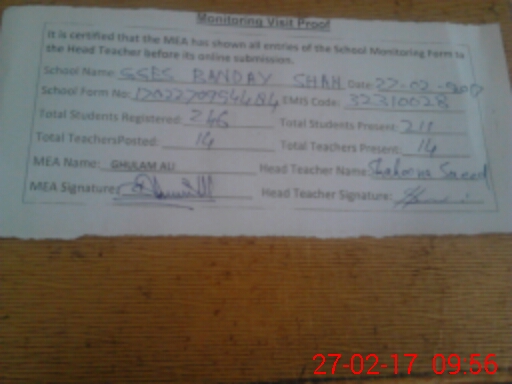 Monitoring Visit Proof
It is certified that the MEA has shown all entries of the School Monitoring Form to
the Head Teacher before its online submission.
School Name: SSBS BANDAY SHAH Date: 27-02-2017
School Form No: EMIS Code: 32310028
Total Students Registered: 246 Total Students Present: 211
Total TeachersPosted: 14 Total Teachers Present: 14
MEA Name: GHULAM ALI Head Teacher Name: Shaheena Saeed
MEA Signature: Head Teacher Signature:
27-02-17 09:56